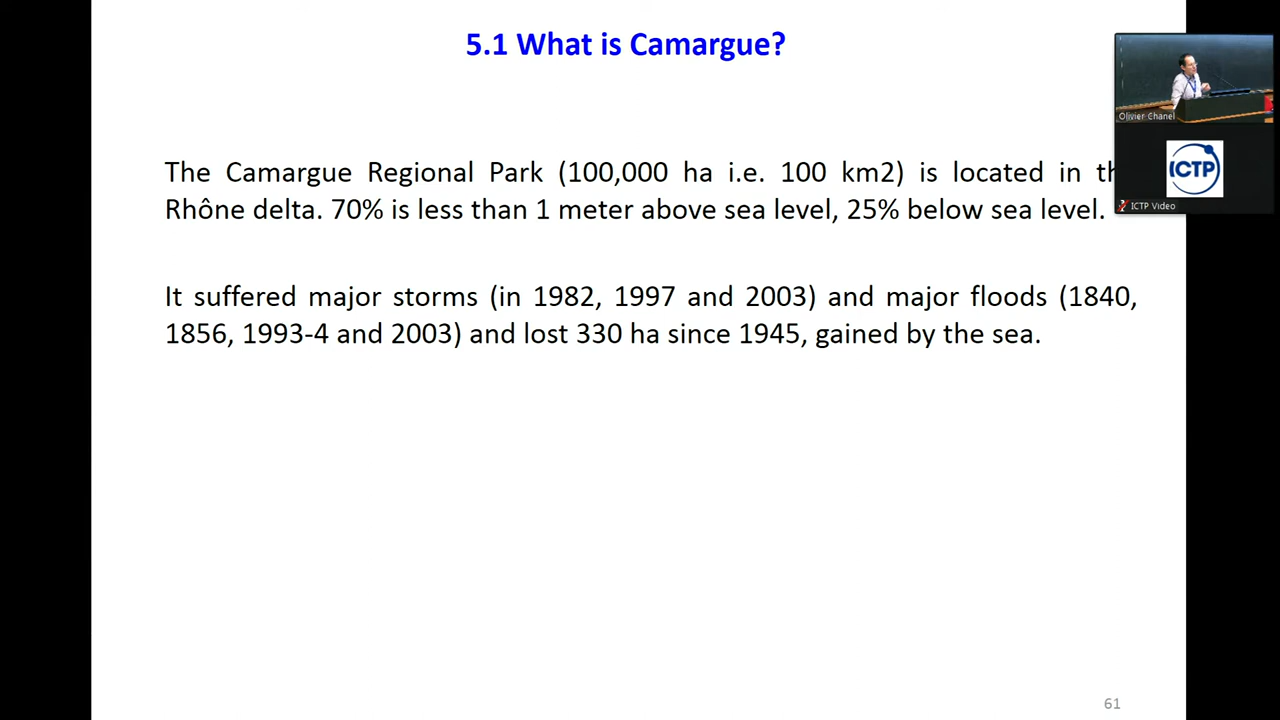 5.1 What is Camargue?
The Camargue Regional Park (100,000 ha i.e. 100 km2) is located in th
Rhône delta. 70% is less than 1 meter above sea level, 25% below sea level.
It suffered major storms (in 1982, 1997 and 2003) and major floods (1840,
1856, 1993-4 and 2003) and lost 330 ha since 1945, gained by the sea.
Olivier Chanel
ICTP
ICTP Video
61